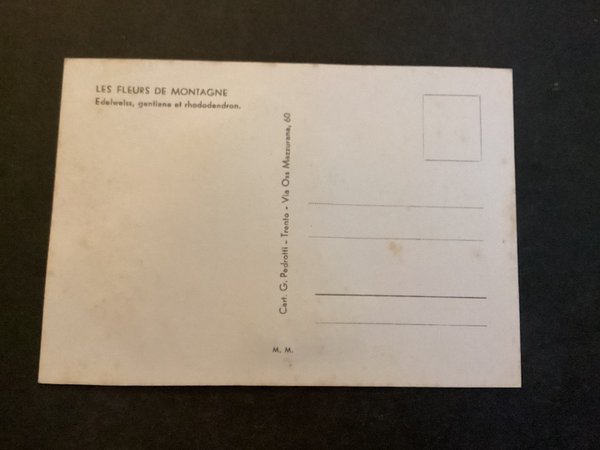 LES FLEURS DE MONTAGNE
Edelweiss, gentiane et rhododendron.
Cart. G. Pedrotti - Trento - Via Oss Mazzurana, 60
M. M.